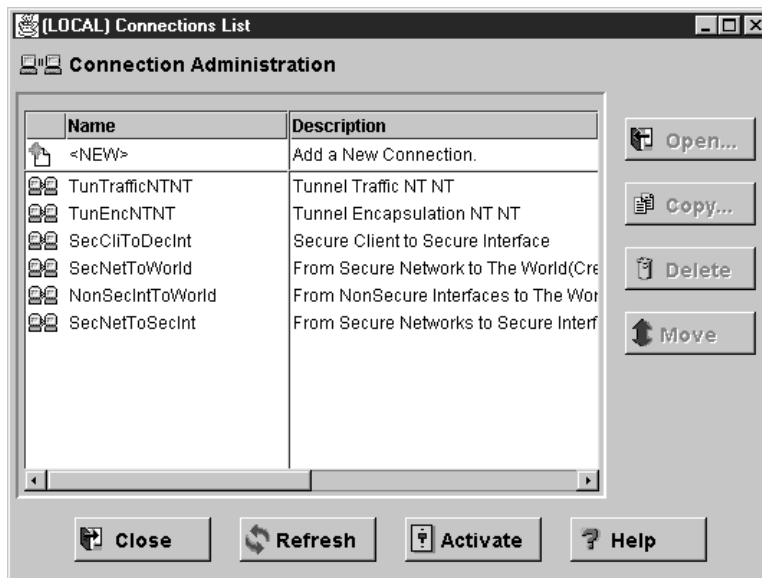 (LOCAL) Connections List
Connection Administration
Name Description
<NEW> Add a New Connection.
TunTrafficNTNT Tunnel Traffic NT NT
TunEncNTNT Tunnel Encapsulation NT NT
SecCliToDecInt Secure Client to Secure Interface
SecNetToWorld From Secure Network to The World(Cre
NonSecIntToWorld From NonSecure Interfaces to The Wor
SecNetToSecInt From Secure Networks to Secure Interf
Open...
Copy...
Delete
Move
Close Refresh Activate Help